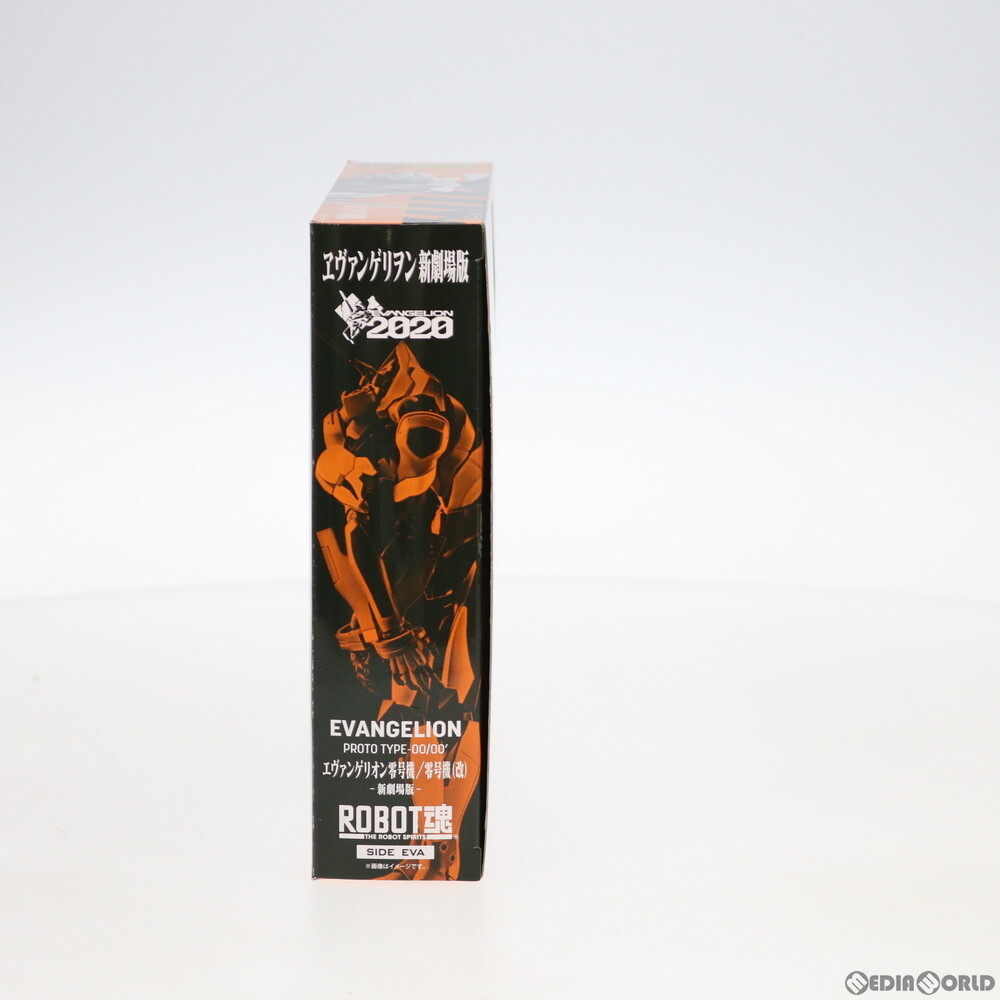 ヱヴァンゲリヲン新劇場版
EVANGELION
2020
EVANGELION
PROTO TYPE-00/00′
ヱヴァンゲリオン零号機/零号機(改)
-新劇場版-
ROBOT魂
THE ROBOT SPIRITS
SIDE EVA
※画像はイメージです。
MEDIAWORLD